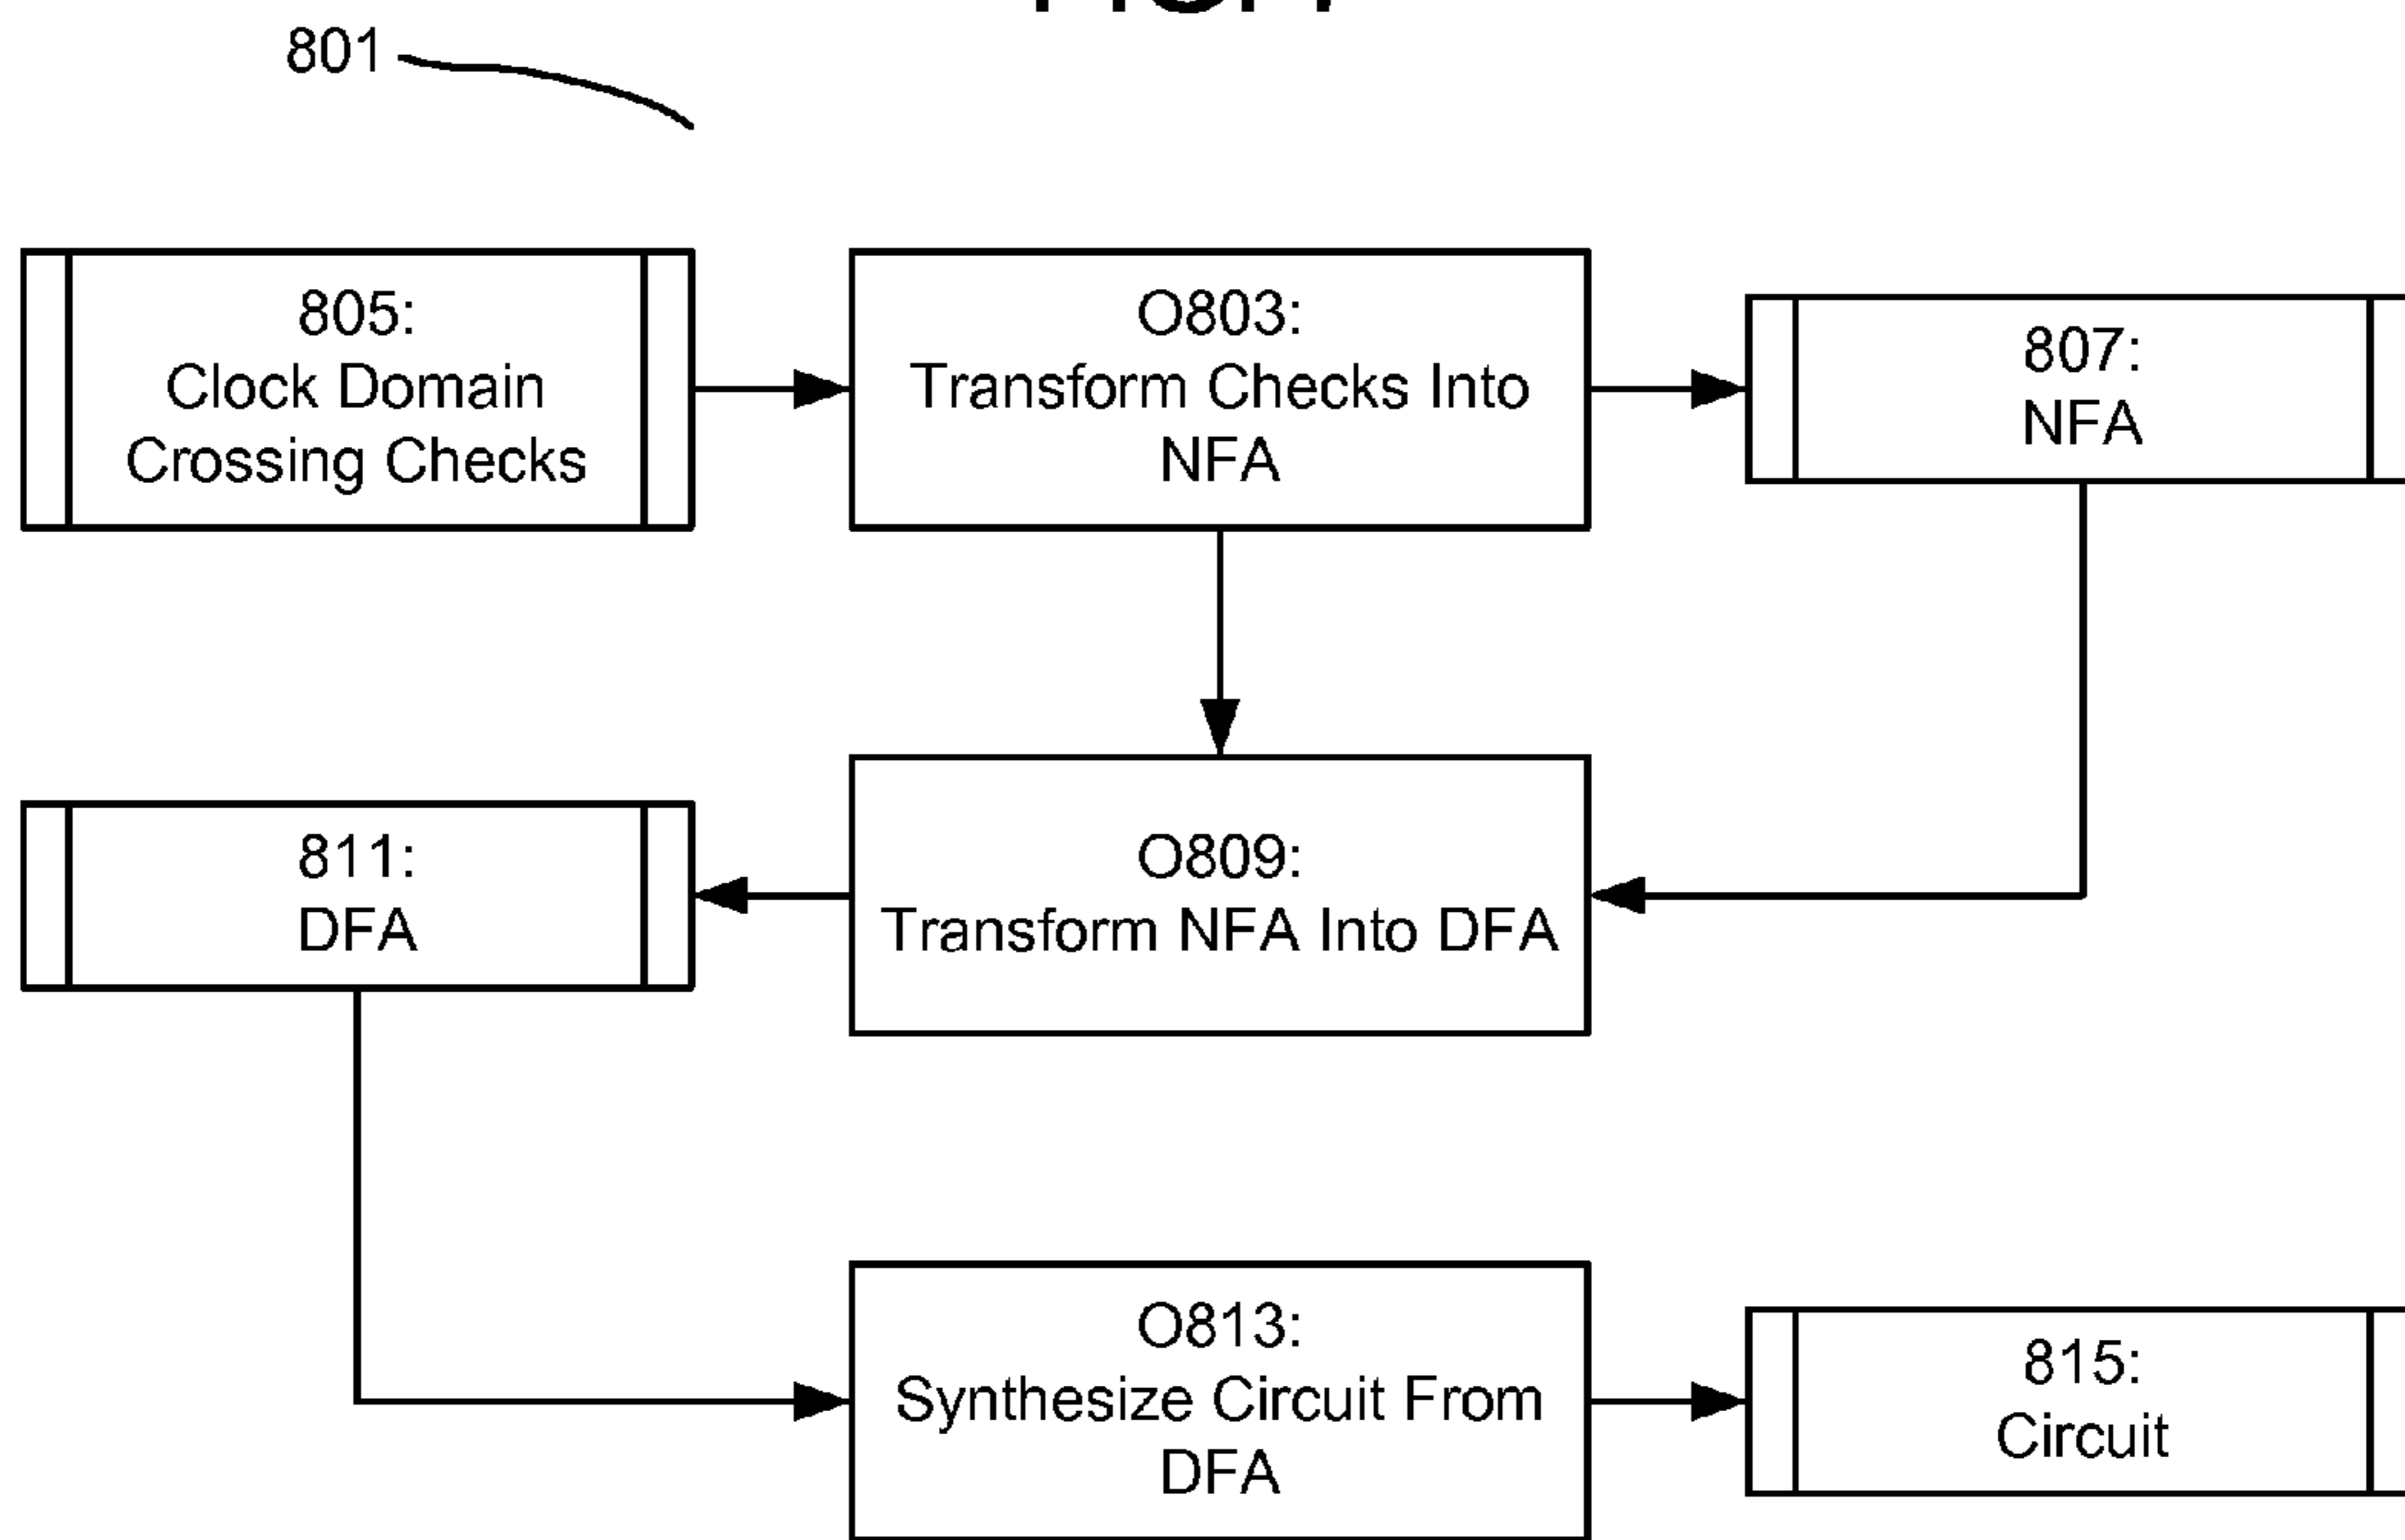 801
805:
Clock Domain
Crossing Checks
O803:
Transform Checks Into
NFA
807:
NFA
811:
DFA
O809:
Transform NFA Into DFA
O813:
Synthesize Circuit From
DFA
815:
Circuit